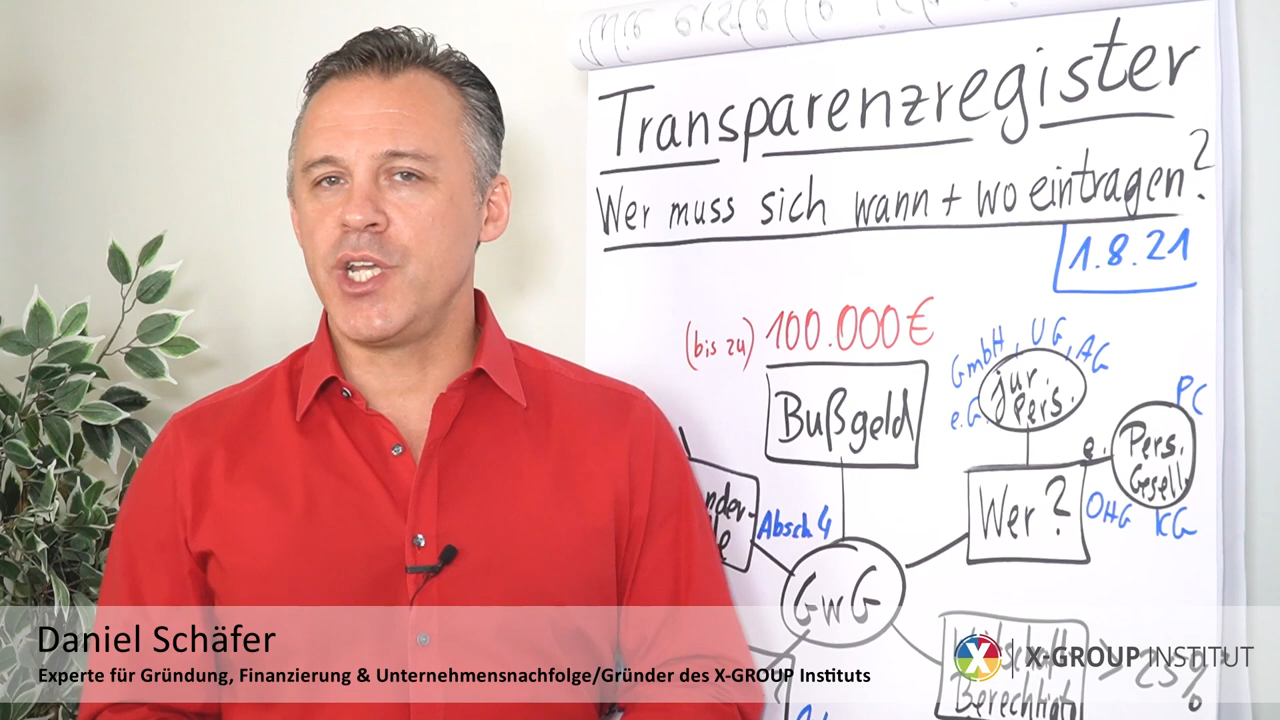 Transparenzregister
Wer muss sich wann + wo eintragen?
1.8.21
(bis zu) 100.000€
Bußgeld
GmbH, UG, AG
e.G.
jur.
Pers.
PC
e.
Pers.
Gesell.
OHG KG
Wer?
Absch. 4
GwG
Berechtigte
≥ 25%
Daniel Schäfer
Experte für Gründung, Finanzierung & Unternehmensnachfolge/Gründer des X-GROUP Instituts
X | X-GROUP INSTITUT